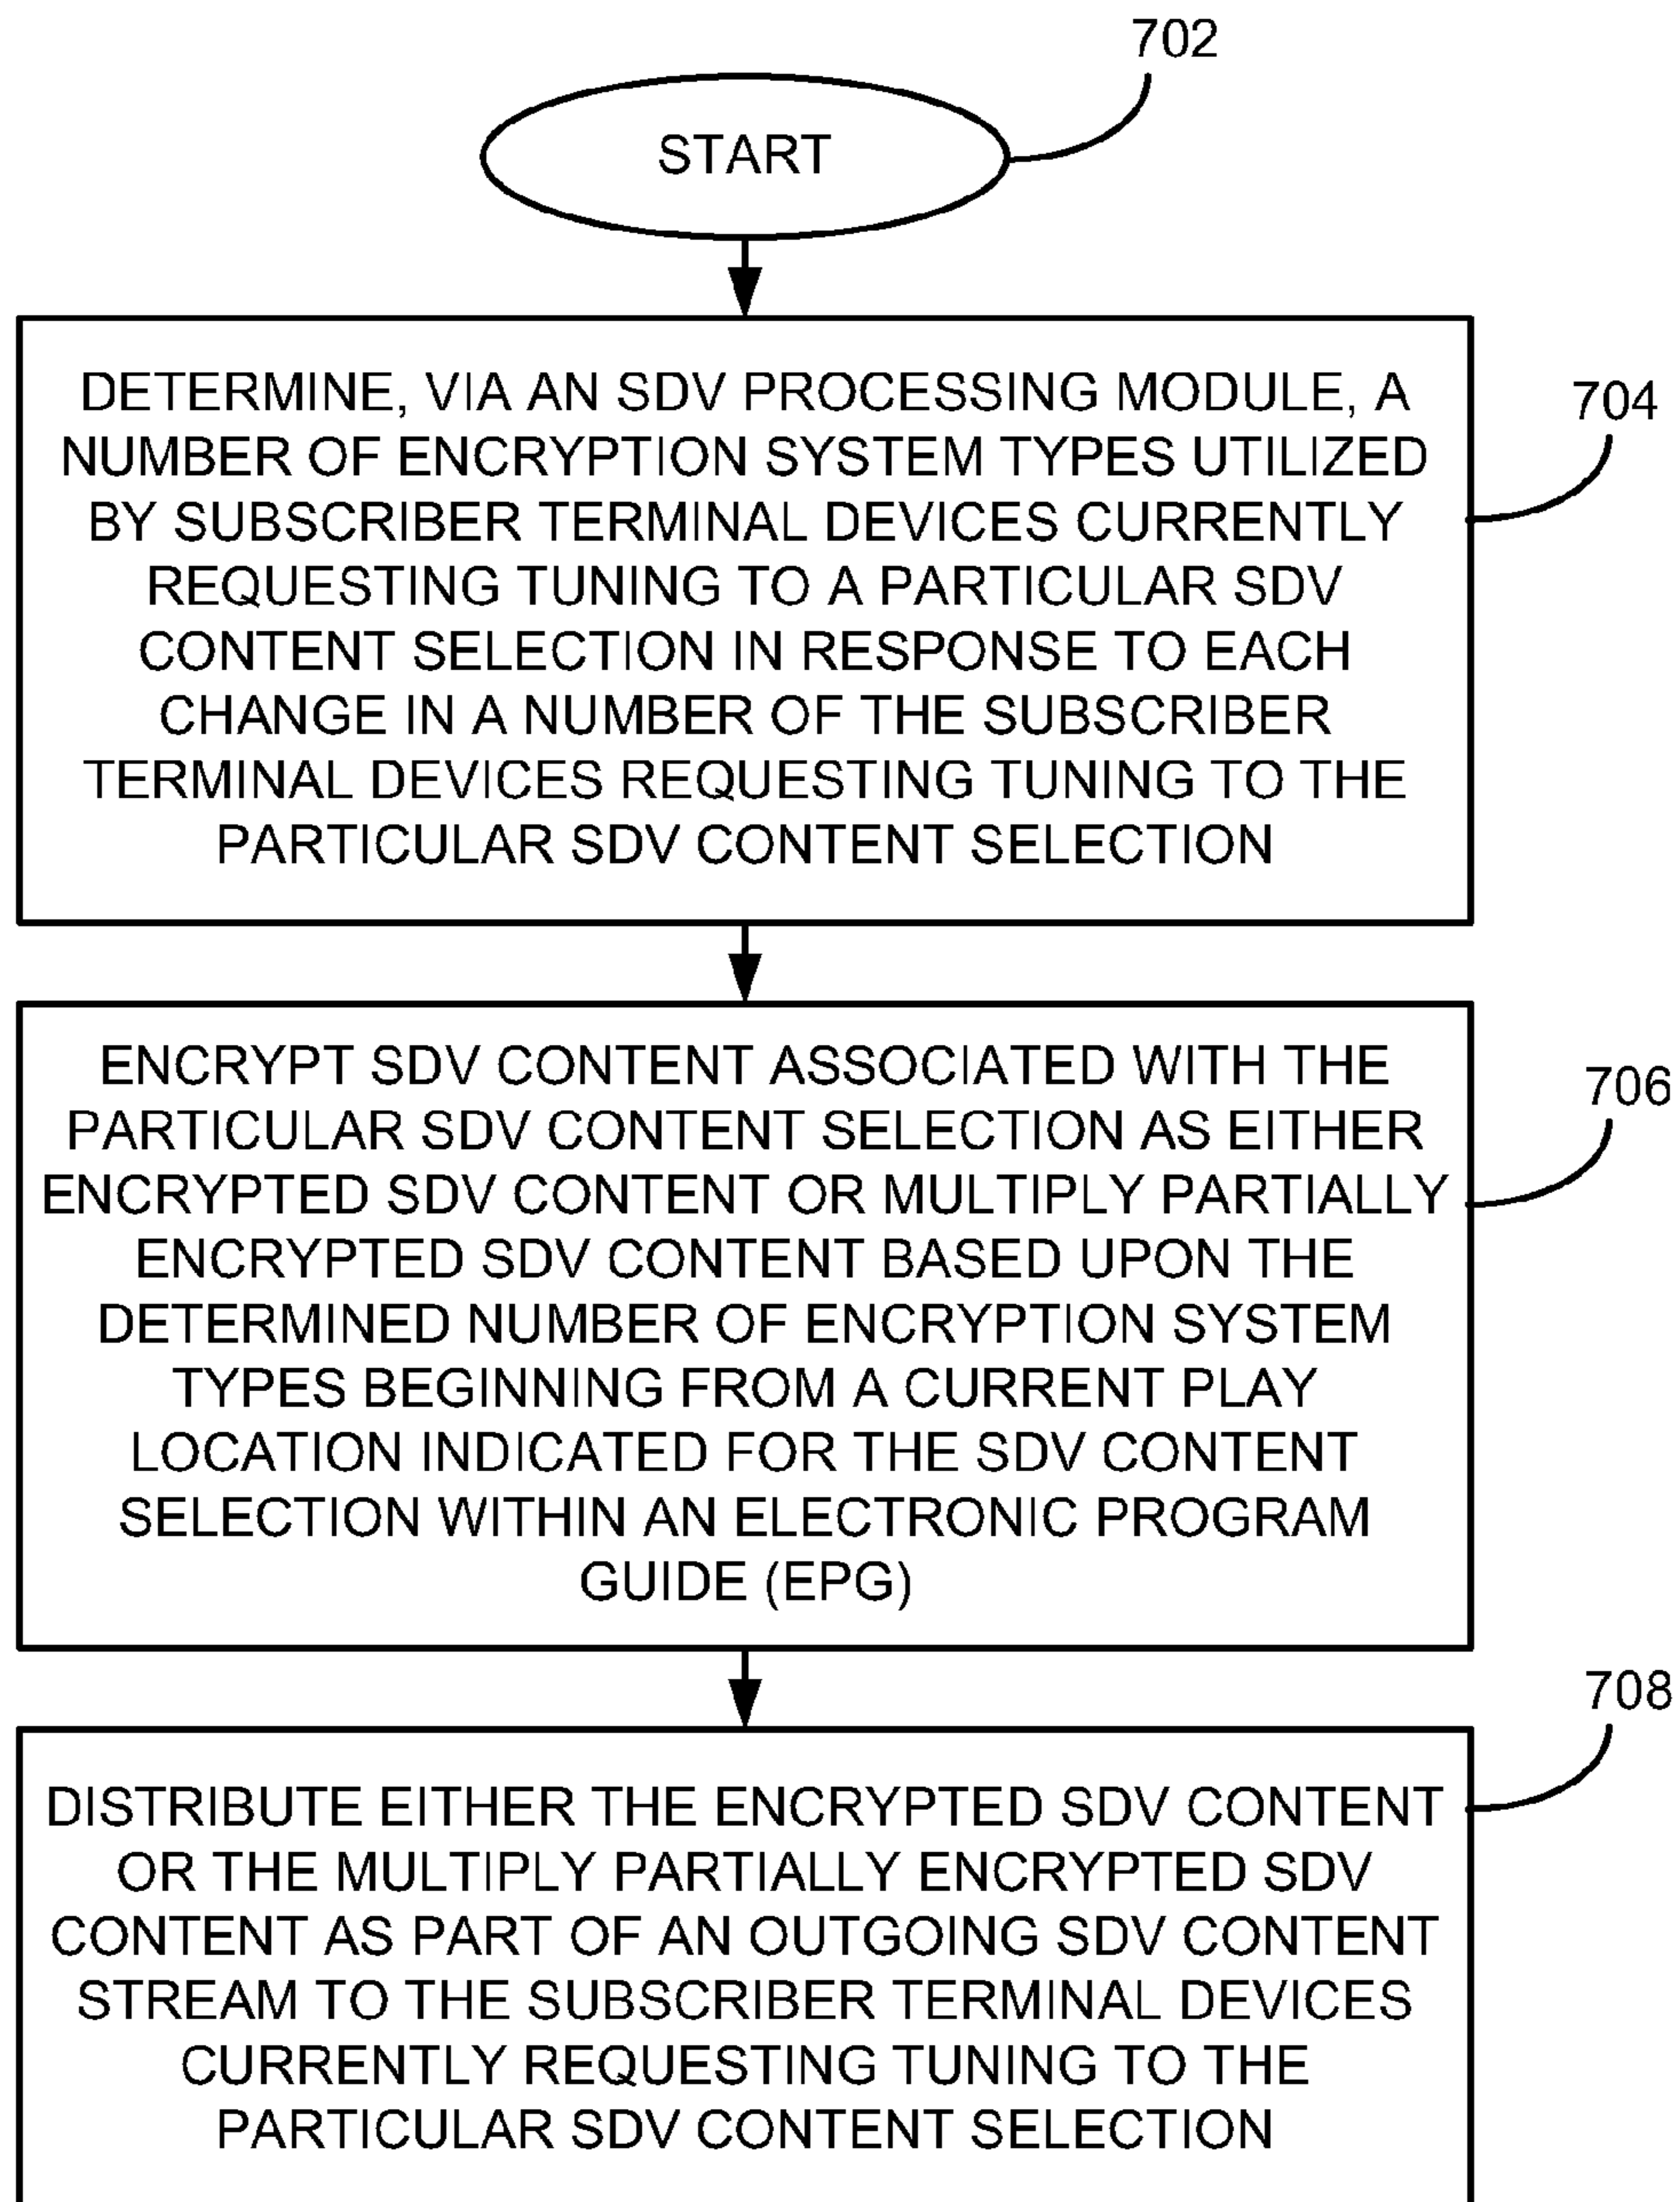 702
START
DETERMINE, VIA AN SDV PROCESSING MODULE, A
NUMBER OF ENCRYPTION SYSTEM TYPES UTILIZED
BY SUBSCRIBER TERMINAL DEVICES CURRENTLY
REQUESTING TUNING TO A PARTICULAR SDV
CONTENT SELECTION IN RESPONSE TO EACH
CHANGE IN A NUMBER OF THE SUBSCRIBER
TERMINAL DEVICES REQUESTING TUNING TO THE
PARTICULAR SDV CONTENT SELECTION
704
ENCRYPT SDV CONTENT ASSOCIATED WITH THE
PARTICULAR SDV CONTENT SELECTION AS EITHER
ENCRYPTED SDV CONTENT OR MULTIPLY PARTIALLY
ENCRYPTED SDV CONTENT BASED UPON THE
DETERMINED NUMBER OF ENCRYPTION SYSTEM
TYPES BEGINNING FROM A CURRENT PLAY
LOCATION INDICATED FOR THE SDV CONTENT
SELECTION WITHIN AN ELECTRONIC PROGRAM
GUIDE (EPG)
706
DISTRIBUTE EITHER THE ENCRYPTED SDV CONTENT
OR THE MULTIPLY PARTIALLY ENCRYPTED SDV
CONTENT AS PART OF AN OUTGOING SDV CONTENT
STREAM TO THE SUBSCRIBER TERMINAL DEVICES
CURRENTLY REQUESTING TUNING TO THE
PARTICULAR SDV CONTENT SELECTION
708